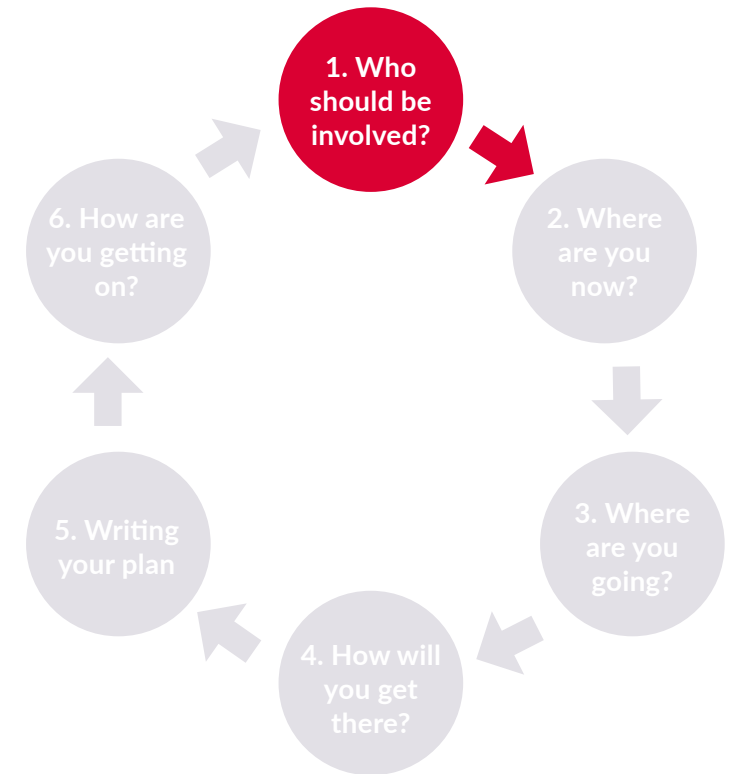 1. Who
should be
involved?
2. Where
are you
now?
3. Where
are you
going?
4. How will
you get
there?
5. Writing
your plan
6. How are
you getting
on?